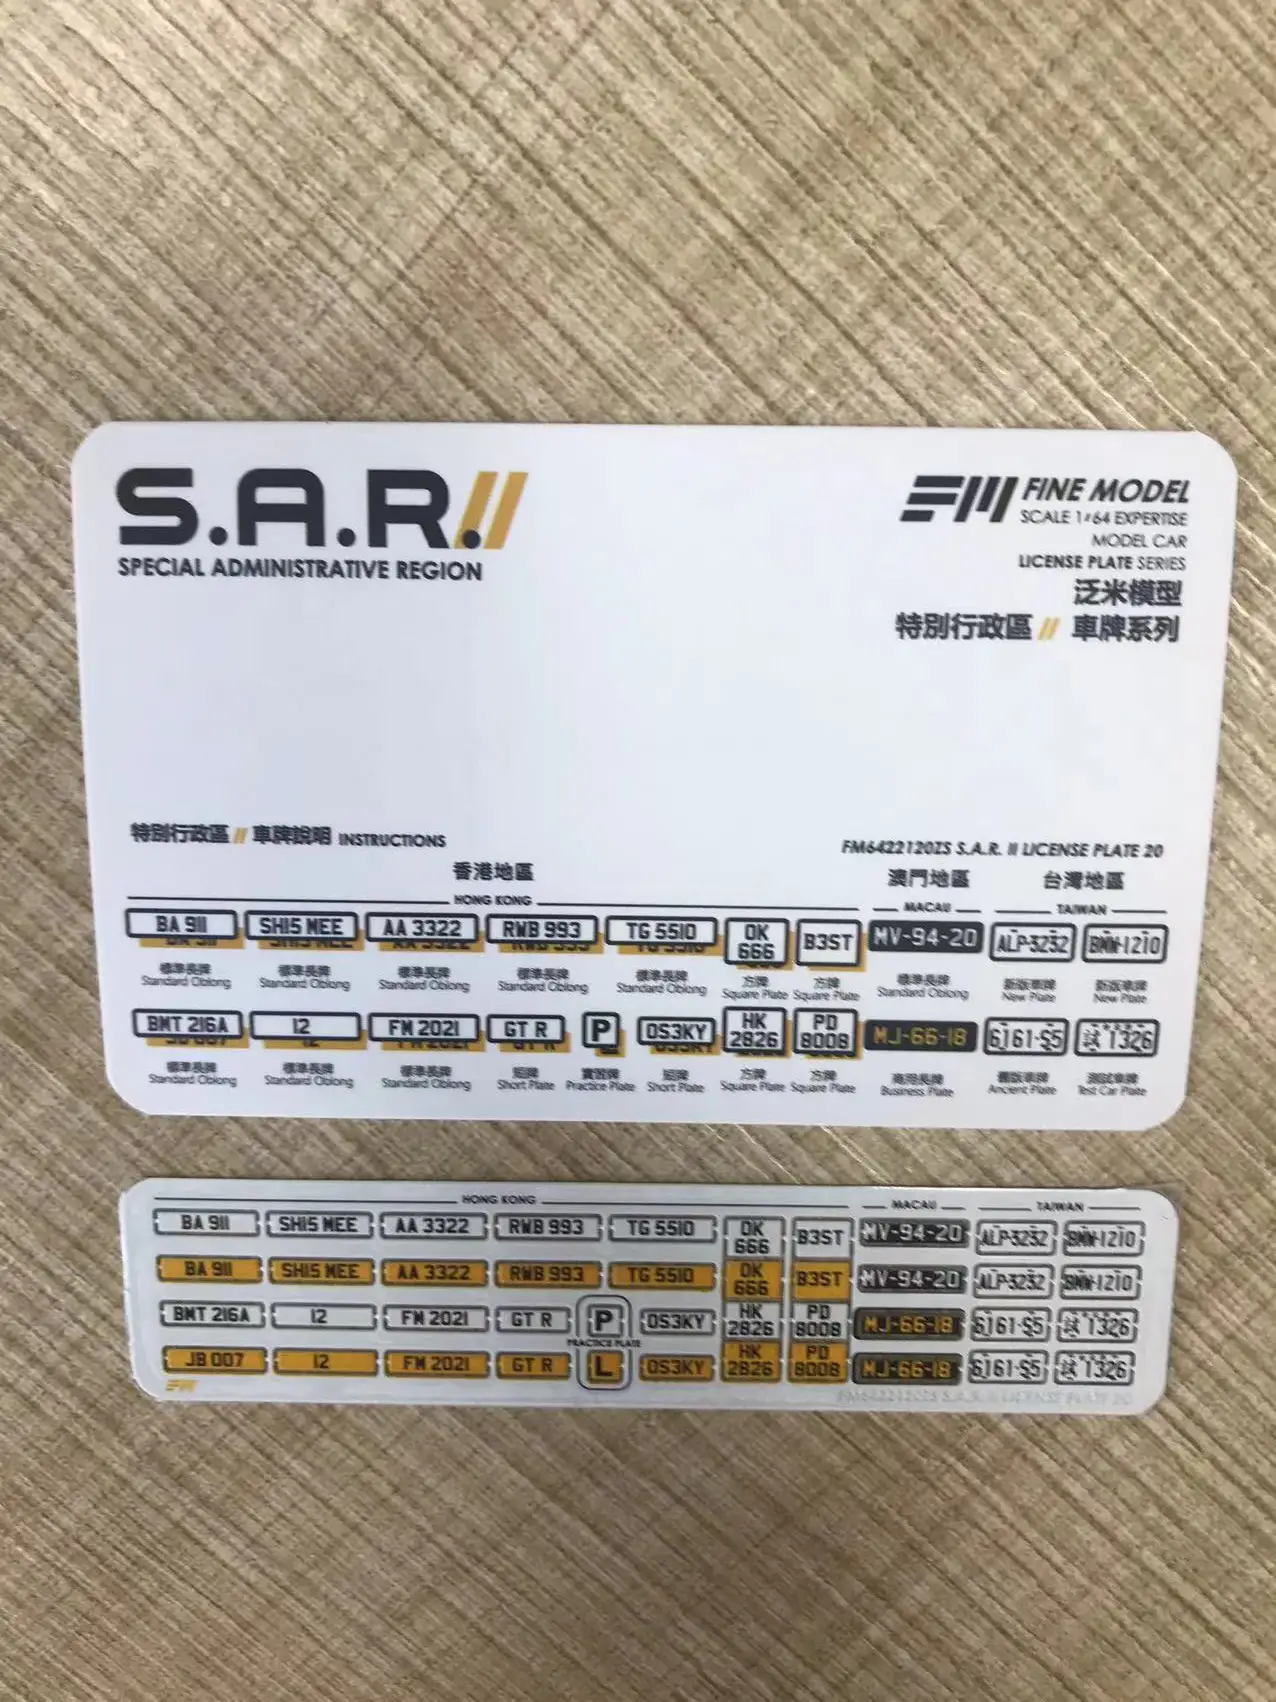 S.A.R.//
SPECIAL ADMINISTRATIVE REGION
FM FINE MODEL
SCALE 1:64 EXPERTISE
MODEL CAR
LICENSE PLATE SERIES
泛米模型
特別行政區 // 車牌系列
特別行政區 // 車牌說明 INSTRUCTIONS
FM6422120ZS S.A.R. II LICENSE PLATE 20
香港地區 澳門地區 台灣地區
HONG KONG MACAU TAIWAN
BA 911 SH15 MEE AA 3322 RWB 993 TG 5510 OK 666 B3ST MV-94-20 ALP-3232 BMW-1210
標準長牌 標準長牌 標準長牌 標準長牌 標準長牌 方牌 方牌 標準長牌 新版車牌 新版車牌
Standard Oblong Standard Oblong Standard Oblong Standard Oblong Standard Oblong Square Plate Square Plate Standard Oblong New Plate New Plate
BMT 216A 12 FM 2021 GT R P OS3KY HK 2826 PD 8008 MJ-66-18 6161-S5 試 1326
標準長牌 標準長牌 標準長牌 短牌 實習牌 短牌 方牌 方牌 商用長牌 舊版車牌 測試車牌
Standard Oblong Standard Oblong Standard Oblong Short Plate Practice Plate Short Plate Square Plate Square Plate Business Plate Ancient Plate Test Car Plate
HONG KONG MACAU TAIWAN
BA 911 SH15 MEE AA 3322 RWB 993 TG 5510 OK 666 B3ST MV-94-20 ALP-3232 BMW-1210
BA 911 SH15 MEE AA 3322 RWB 993 TG 5510 OK 666 B3ST MV-94-20 ALP-3232 BMW-1210
BMT 216A 12 FM 2021 GT R P OS3KY HK 2826 PD 8008 MJ-66-18 6161-S5 試 1326
PRACTICE PLATE
JB 007 12 FM 2021 GT R L OS3KY HK 2826 PD 8008 MJ-66-18 6161-S5 試 1326
FM
FM6422120ZS S.A.R. II LICENSE PLATE 20